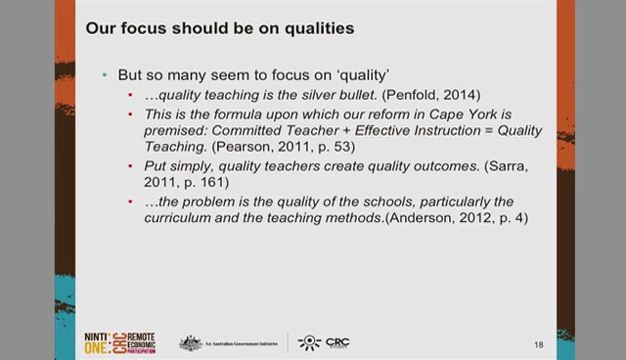 Our focus should be on qualities
• But so many seem to focus on ‘quality’
• …quality teaching is the silver bullet. (Penfold, 2014)
• This is the formula upon which our reform in Cape York is
premised: Committed Teacher + Effective Instruction = Quality
Teaching. (Pearson, 2011, p. 53)
• Put simply, quality teachers create quality outcomes. (Sarra,
2011, p. 161)
• …the problem is the quality of the schools, particularly the
curriculum and the teaching methods.(Anderson, 2012, p. 4)
NINTI
ONE
CRC
REMOTE
ECONOMIC
PARTICIPATION
An Australian Government Initiative
CRC
18